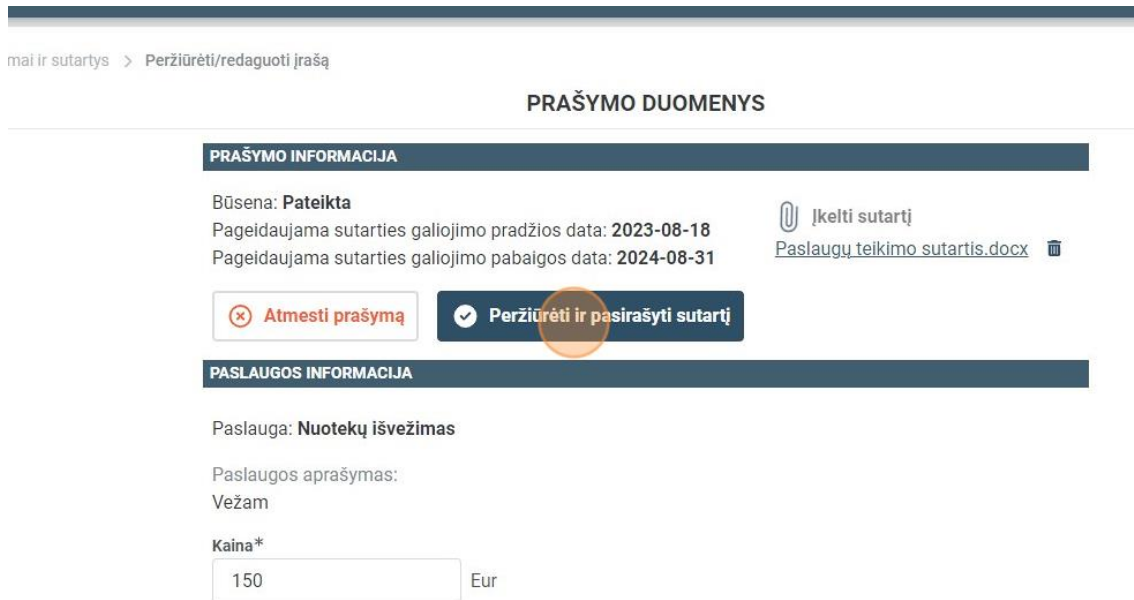 mai ir sutartys > Peržiūrėti/redaguoti įrašą
PRAŠYMO DUOMENYS
PRAŠYMO INFORMACIJA
Būsena: Pateikta
Pageidaujama sutarties galiojimo pradžios data: 2023-08-18
Pageidaujama sutarties galiojimo pabaigos data: 2024-08-31
Įkelti sutartį
Paslaugų teikimo sutartis.docx
Atmesti prašymą
Peržiūrėti ir pasirašyti sutartį
PASLAUGOS INFORMACIJA
Paslauga: Nuotekų išvežimas
Paslaugos aprašymas:
Vežam
Kaina*
150 Eur